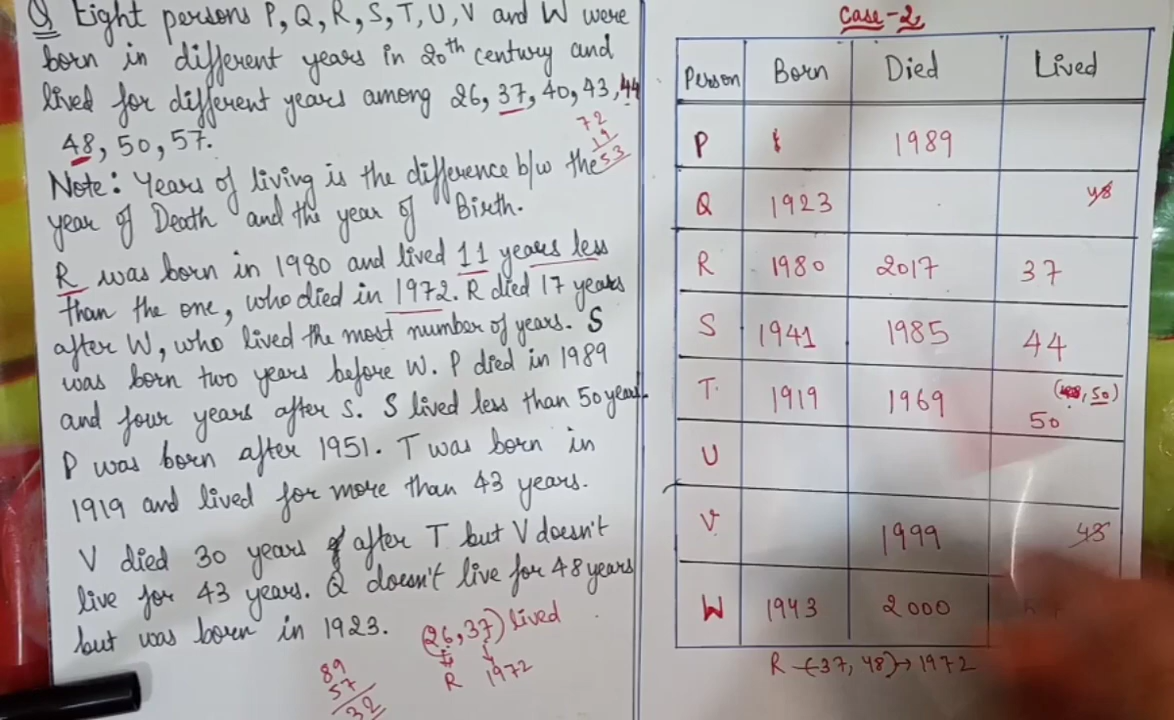 Q Eight persons P, Q, R, S, T, U, V and W were
born in different years in 20th century and
lived for different years among 26, 37, 40, 43, 44
48, 50, 57.
72
19
53
Note: Years of living is the difference b/w the
year of Death and the year of Birth.
R was born in 1980 and lived 11 years less
than the one, who died in 1972. R died 17 years
after W, who lived the most number of years. S
was born two years before W. P died in 1989
and four years after S. S lived less than 50 years.
P was born after 1951. T was born in
1919 and lived for more than 43 years.
V died 30 years after T but V doesn't
live for 43 years. Q doesn't live for 48 years
but was born in 1923.
(26, 37) lived
R 1972
89
57
32
Case-2
Person Born Died Lived
P 1989
Q 1923 48
R 1980 2017 37
S 1941 1985 44
T 1919 1969 (48, 50)
50
U
V 1999 48
W 1943 2000
R → (37, 48) → 1972